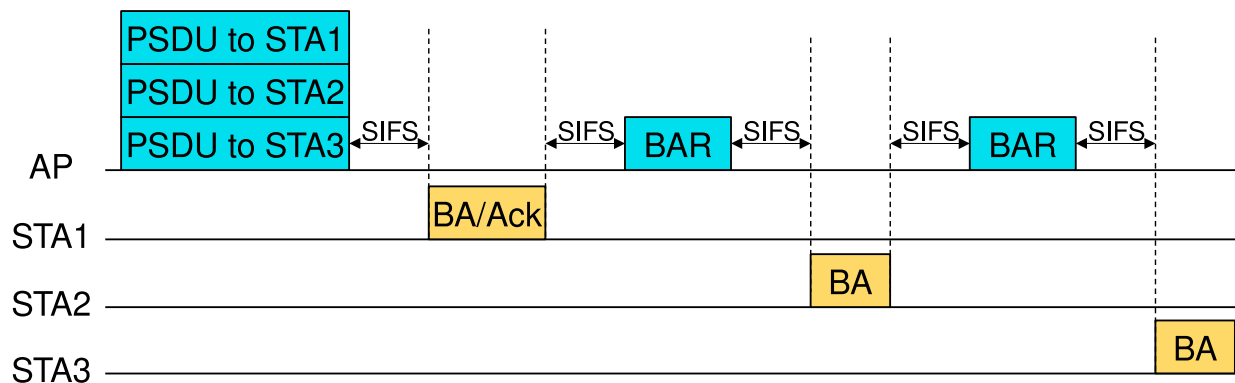 PSDU to STA1
PSDU to STA2
PSDU to STA3
SIFS
SIFS
BAR
SIFS
SIFS
BAR
SIFS
AP
BA/Ack
STA1
BA
STA2
BA
STA3